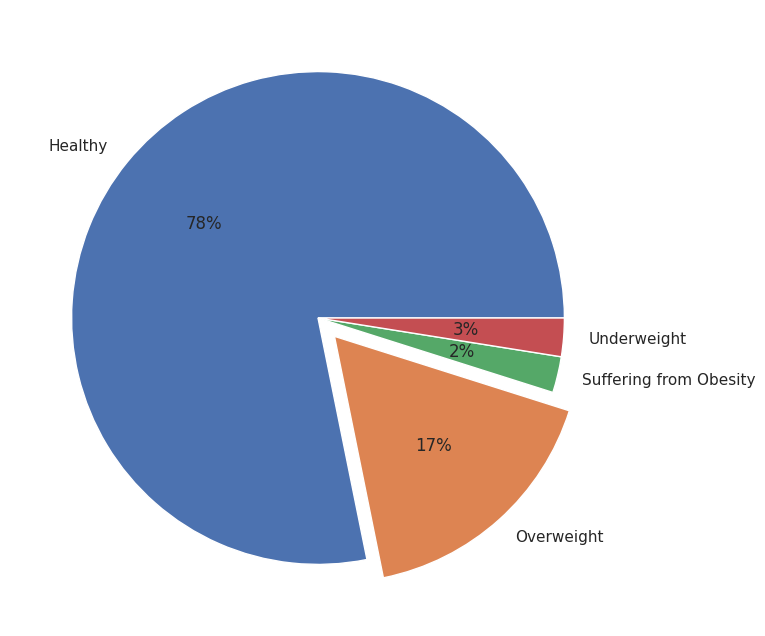 Healthy
78%
3%
Underweight
2%
Suffering from Obesity
17%
Overweight